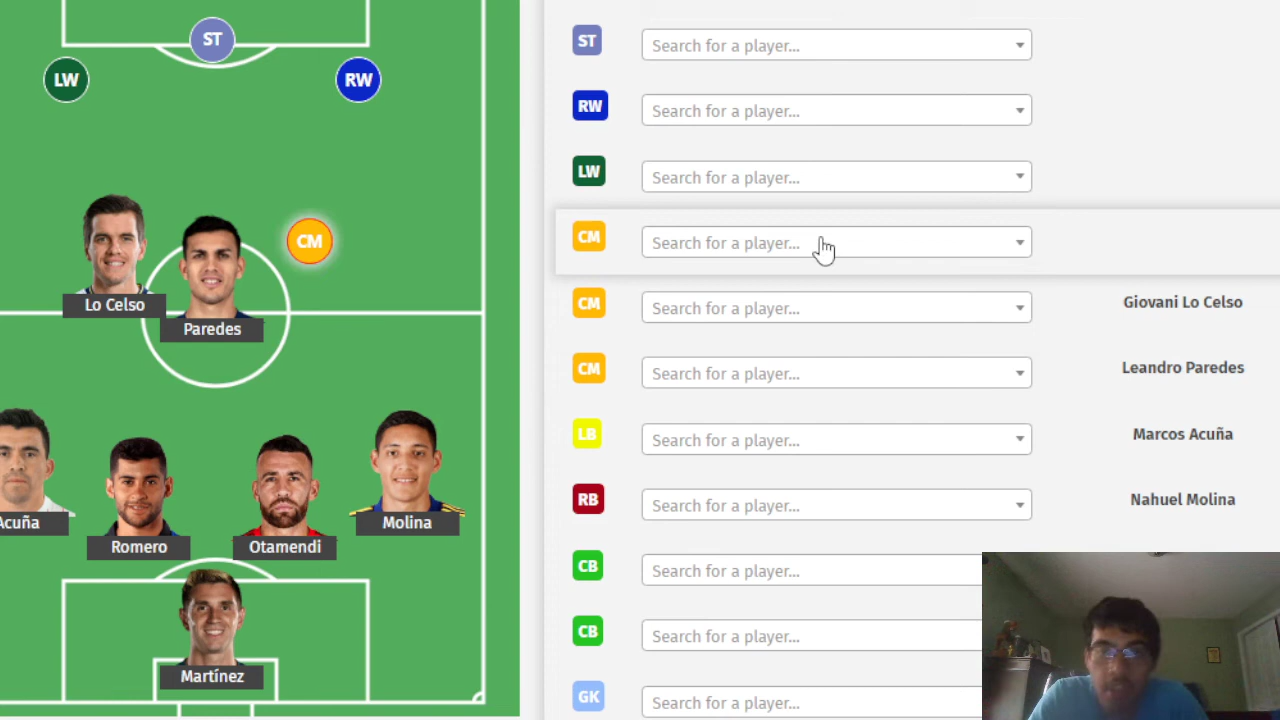 ST
LW
RW
CM
Lo Celso
Paredes
Acuña
Romero
Otamendi
Molina
Martínez
ST Search for a player...
RW Search for a player...
LW Search for a player...
CM Search for a player...
CM Search for a player... Giovani Lo Celso
CM Search for a player... Leandro Paredes
LB Search for a player... Marcos Acuña
RB Search for a player... Nahuel Molina
CB Search for a player...
CB Search for a player...
GK Search for a player...